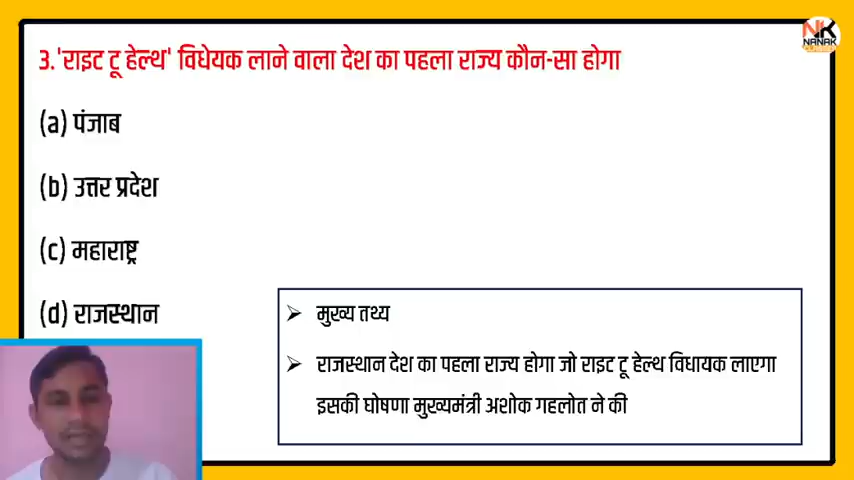 NK
NANAK
3.'राइट टू हेल्थ' विधेयक लाने वाला देश का पहला राज्य कौन-सा होगा
(a) पंजाब
(b) उत्तर प्रदेश
(c) महाराष्ट्र
(d) राजस्थान
मुख्य तथ्य
राजस्थान देश का पहला राज्य होगा जो राइट टू हेल्थ विधायक लाएगा
इसकी घोषणा मुख्यमंत्री अशोक गहलोत ने की